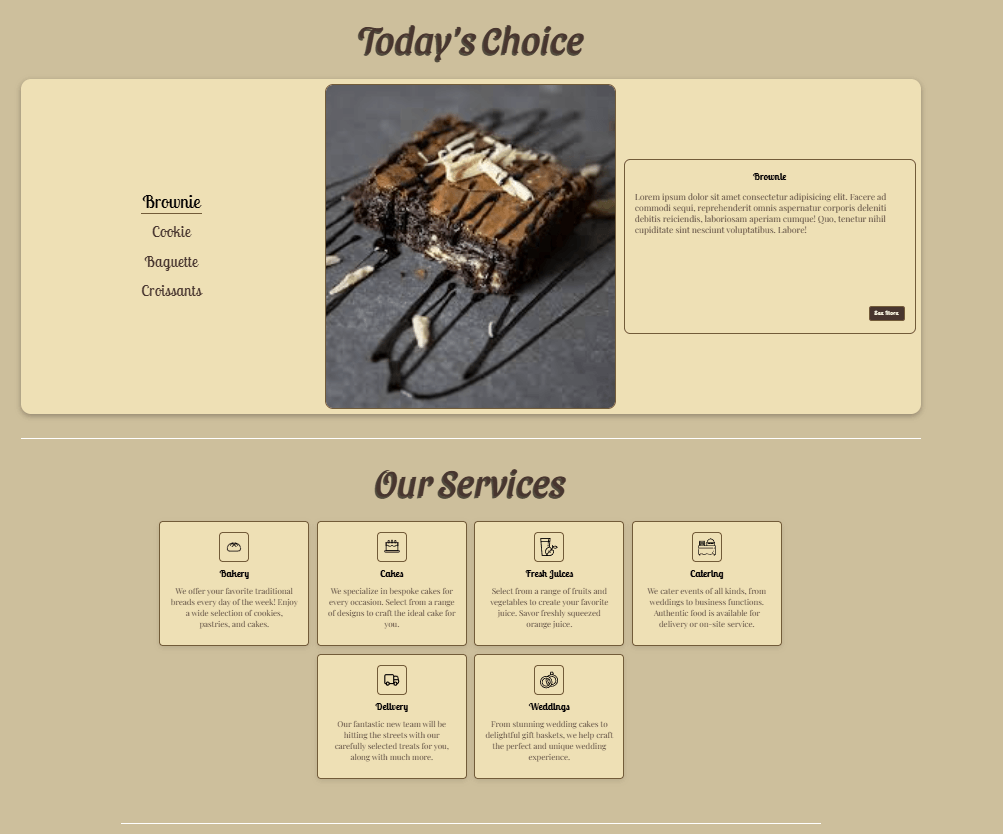 Today's Choice
Brownie
Cookie
Baguette
Croissants
Brownie
Lorem ipsum dolor sit amet consectetur adipisicing elit. Facere ad
commodi sequi, reprehenderit omnis aspernatur corporis deleniti
debitis reiciendis, laboriosam aperiam cumque! Quo, tenetur nihil
cupiditate sint nesciunt voluptatibus. Labore!
See More
Our Services
Bakery
We offer your favorite traditional
breads every day of the week! Enjoy
a wide selection of cookies,
pastries, and cakes.
Cakes
We specialize in bespoke cakes for
every occasion. Select from a range
of designs to craft the ideal cake for
you.
Fresh Juices
Select from a range of fruits and
vegetables to create your favorite
juice. Savor freshly squeezed
orange juice.
Catering
We cater events of all kinds, from
weddings to business functions.
Authentic food is available for
delivery or on-site service.
Delivery
Our fantastic new team will be
hitting the streets with our
carefully selected treats for you,
along with much more.
Weddings
From stunning wedding cakes to
delightful gift baskets, we help craft
the perfect and unique wedding
experience.